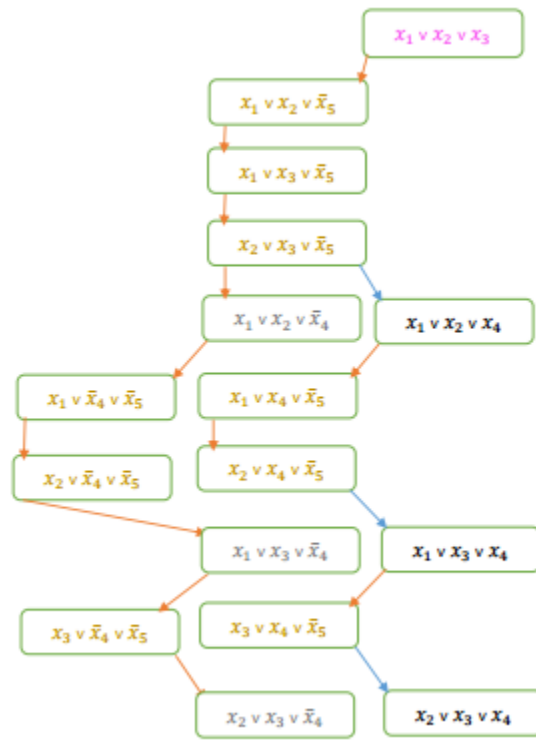 x₁ ∨ x₂ ∨ x₃
x₁ ∨ x₂ ∨ x̄₅
x₁ ∨ x₃ ∨ x̄₅
x₂ ∨ x₃ ∨ x̄₅
x₁ ∨ x₂ ∨ x̄₄
x₁ ∨ x₂ ∨ x₄
x₁ ∨ x̄₄ ∨ x̄₅
x₁ ∨ x₄ ∨ x̄₅
x₂ ∨ x̄₄ ∨ x̄₅
x₂ ∨ x₄ ∨ x̄₅
x₁ ∨ x₃ ∨ x̄₄
x₁ ∨ x₃ ∨ x₄
x₃ ∨ x̄₄ ∨ x̄₅
x₃ ∨ x₄ ∨ x̄₅
x₂ ∨ x₃ ∨ x̄₄
x₂ ∨ x₃ ∨ x₄